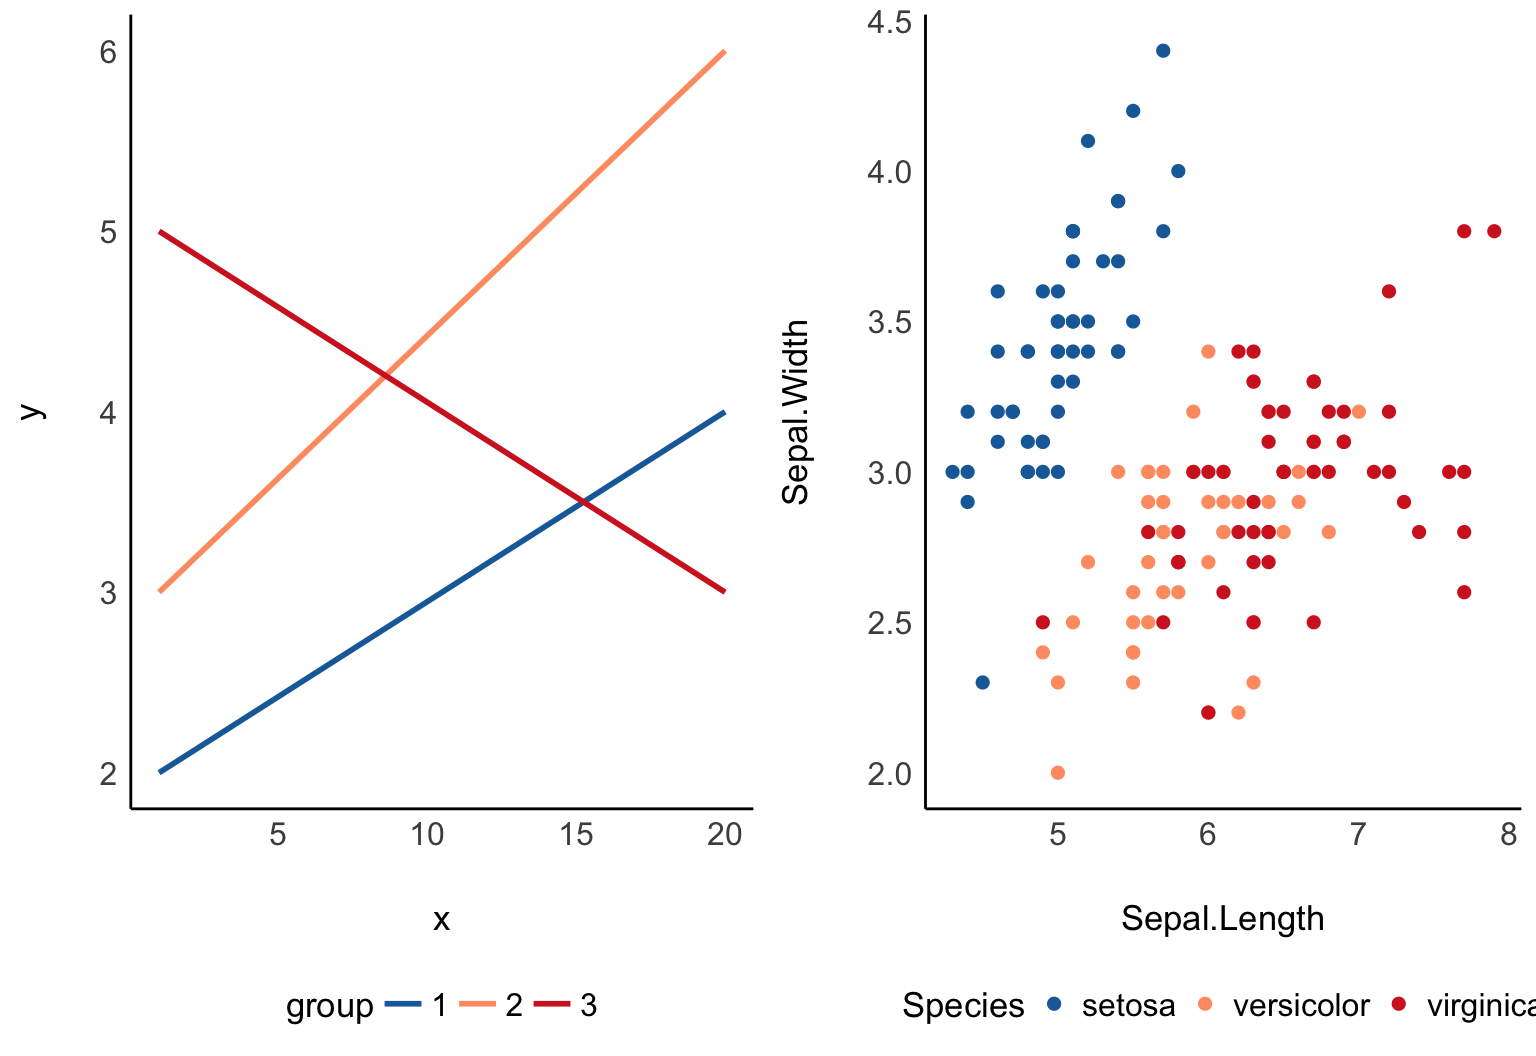 6
5
4
3
2
y
5 10 15 20
x
group 1 2 3
4.5
4.0
3.5
3.0
2.5
2.0
Sepal.Width
5 6 7 8
Sepal.Length
Species setosa versicolor virginica